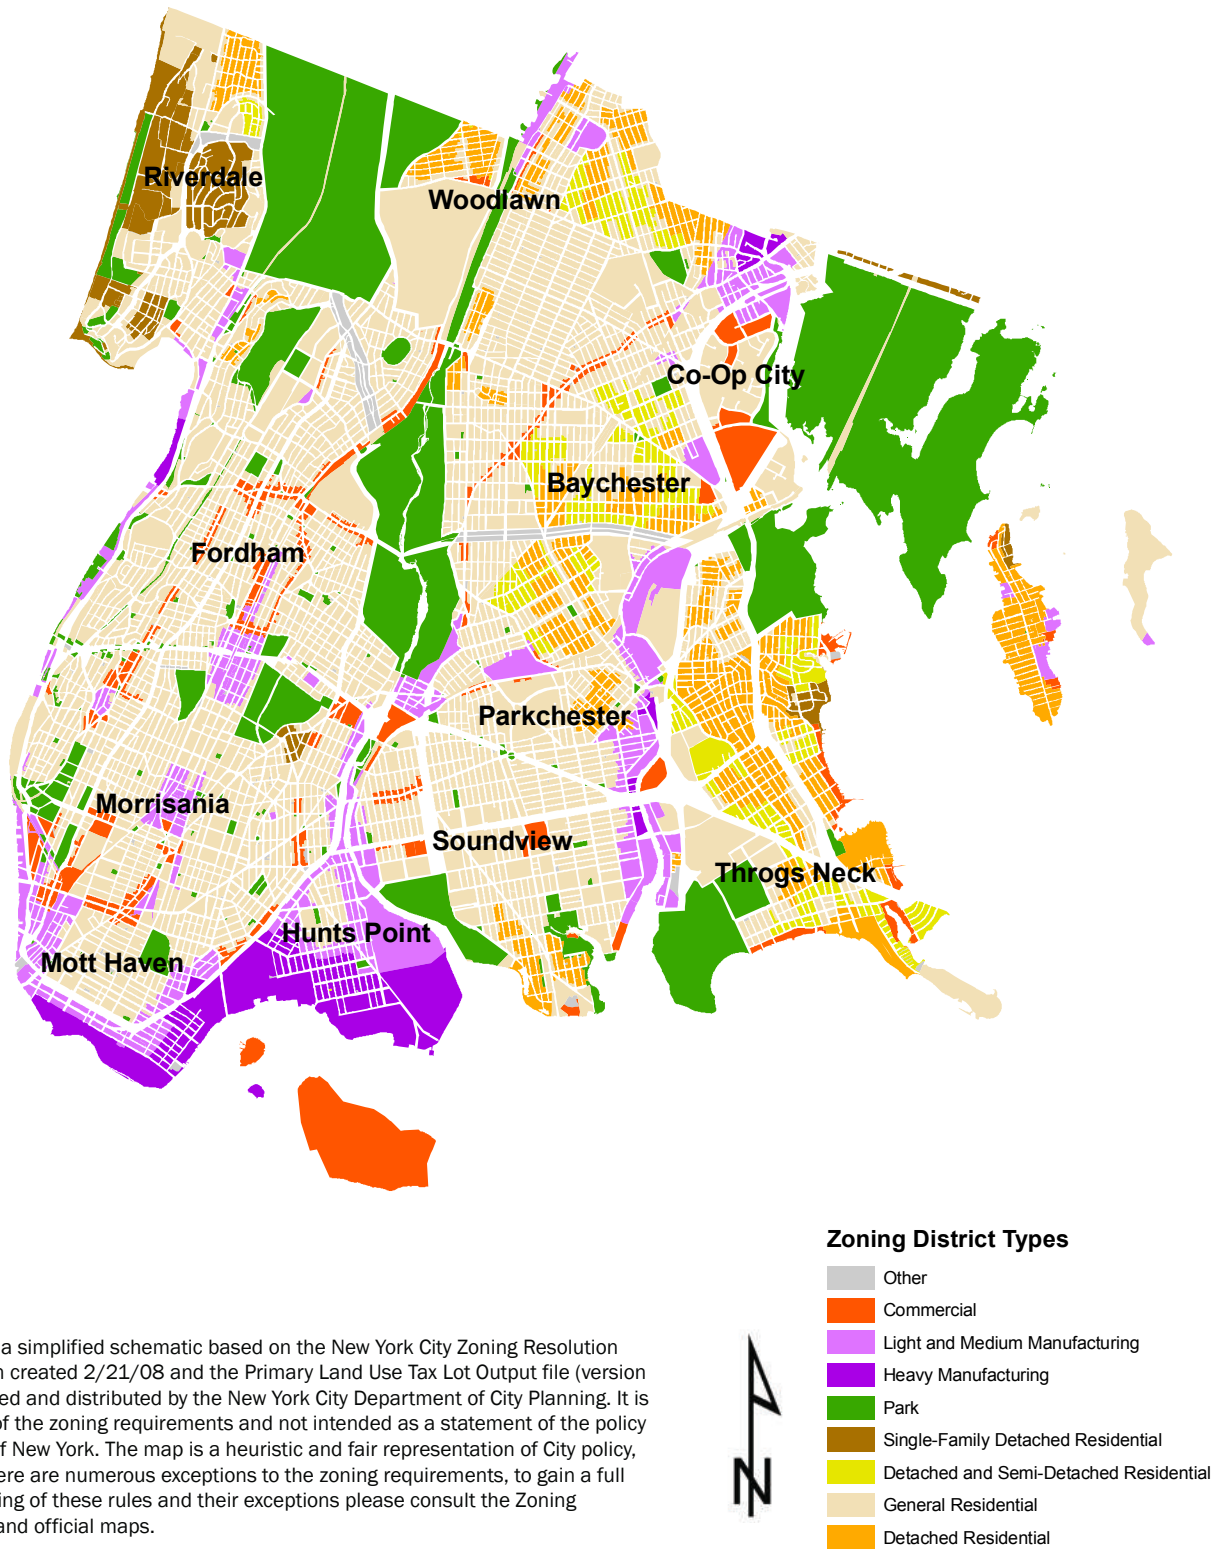 Riverdale
Woodlawn
Co-Op City
Baychester
Fordham
Parkchester
Morrisania
Soundview
Throgs Neck
Hunts Point
Mott Haven
Zoning District Types
Other
Commercial
Light and Medium Manufacturing
Heavy Manufacturing
Park
Single-Family Detached Residential
Detached and Semi-Detached Residential
General Residential
Detached Residential
a simplified schematic based on the New York City Zoning Resolution
created 2/21/08 and the Primary Land Use Tax Lot Output file (version
ed and distributed by the New York City Department of City Planning. It is
of the zoning requirements and not intended as a statement of the policy
of New York. The map is a heuristic and fair representation of City policy,
ere are numerous exceptions to the zoning requirements, to gain a full
ing of these rules and their exceptions please consult the Zoning
and official maps.
N